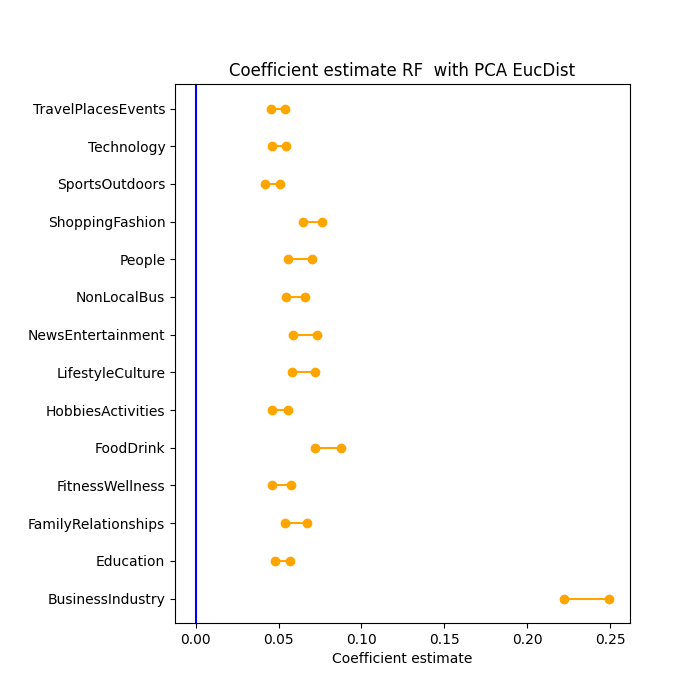 Coefficient estimate RF  with PCA EucDist
TravelPlacesEvents
Technology
SportsOutdoors
ShoppingFashion
People
NonLocalBus
NewsEntertainment
LifestyleCulture
HobbiesActivities
FoodDrink
FitnessWellness
FamilyRelationships
Education
BusinessIndustry
0.00 0.05 0.10 0.15 0.20 0.25
Coefficient estimate